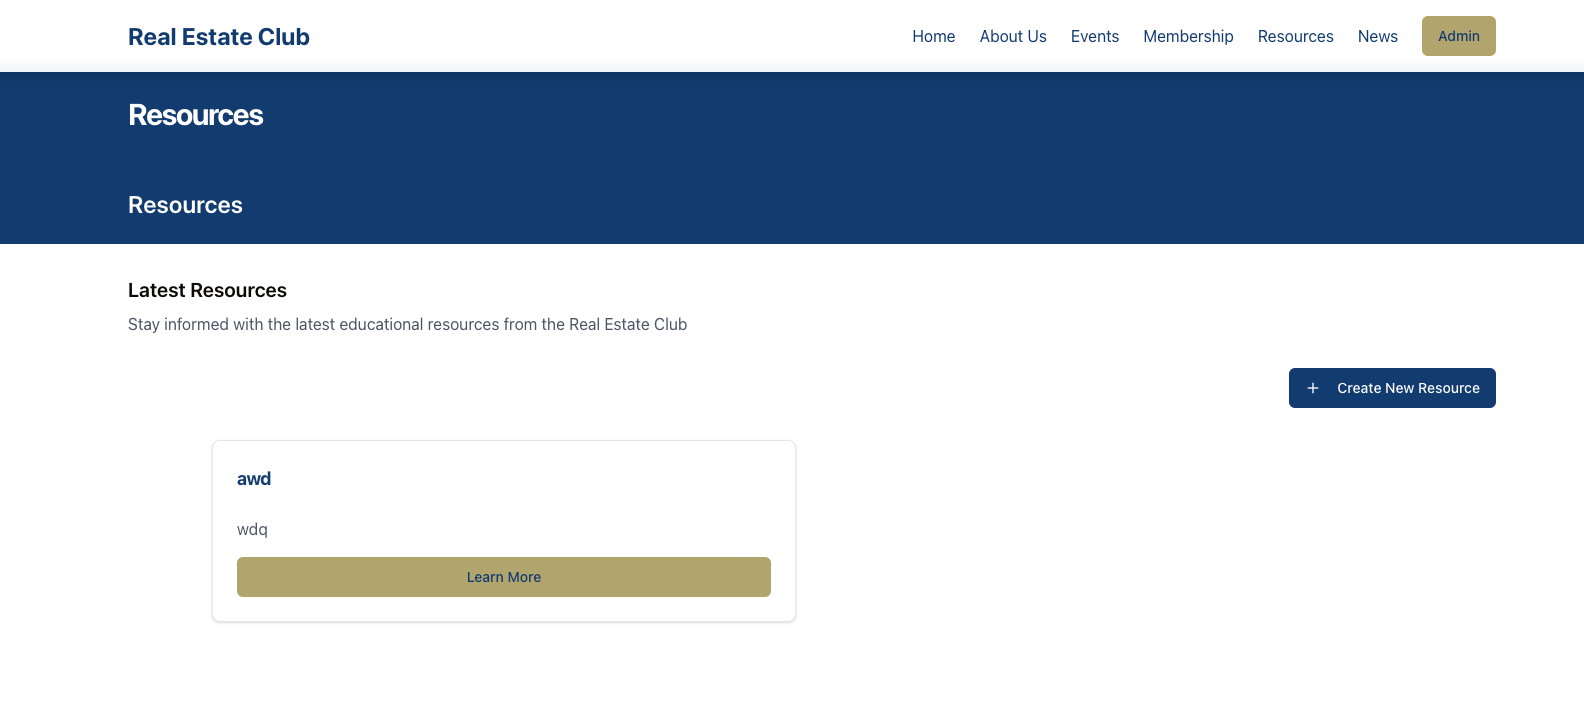 Real Estate Club
Home About Us Events Membership Resources News Admin
Resources
Resources
Latest Resources
Stay informed with the latest educational resources from the Real Estate Club
+ Create New Resource
awd
wdq
Learn More